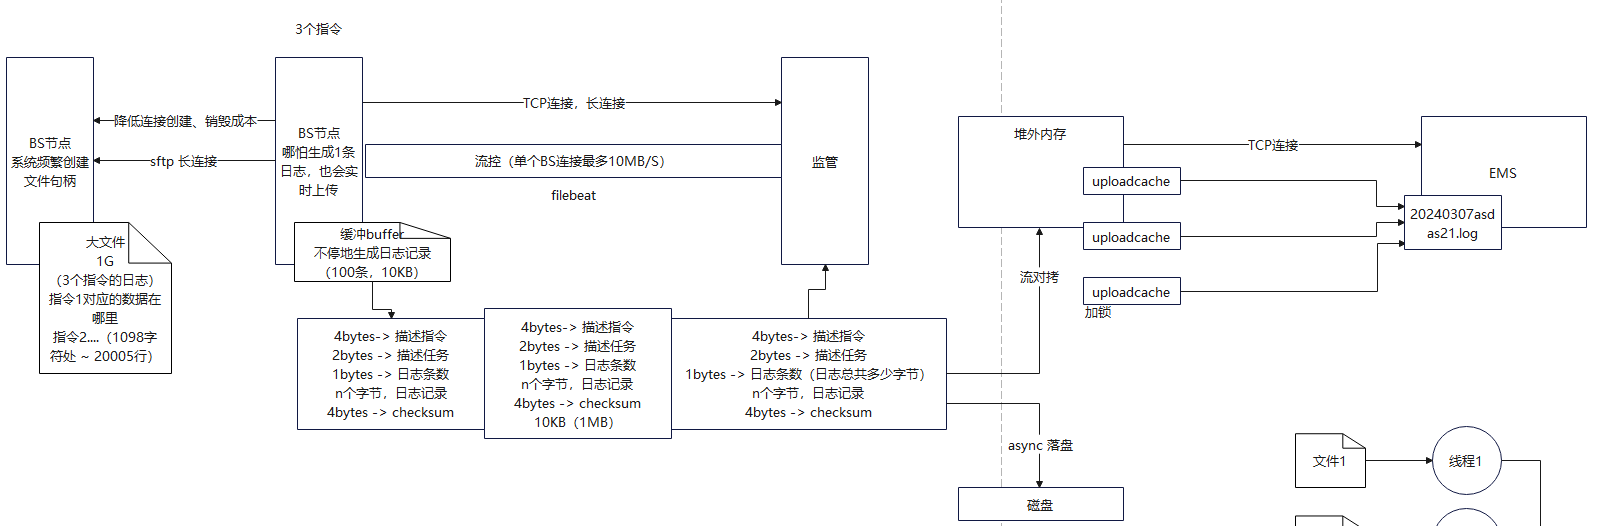 3个指令
BS节点
系统频繁创建
文件句柄
降低连接创建、销毁成本
sftp 长连接
BS节点
哪怕生成1条
日志，也会实
时上传
TCP连接，长连接
流控（单个BS连接最多10MB/S）
filebeat
监管
大文件
1G
（3个指令的日志）
指令1对应的数据在
哪里
指令2....（1098字
符处 ~ 20005行）
缓冲buffer
不停地生成日志记录
（100条，10KB）
4bytes-> 描述指令
2bytes -> 描述任务
1bytes -> 日志条数
n个字节，日志记录
4bytes -> checksum
4bytes-> 描述指令
2bytes -> 描述任务
1bytes -> 日志条数
n个字节，日志记录
4bytes -> checksum
10KB（1MB）
4bytes-> 描述指令
2bytes -> 描述任务
1bytes -> 日志条数（日志总共多少字节）
n个字节，日志记录
4bytes -> checksum
堆外内存
TCP连接
EMS
uploadcache
uploadcache
uploadcache
加锁
20240307asd
as21.log
流对拷
async 落盘
磁盘
文件1
线程1